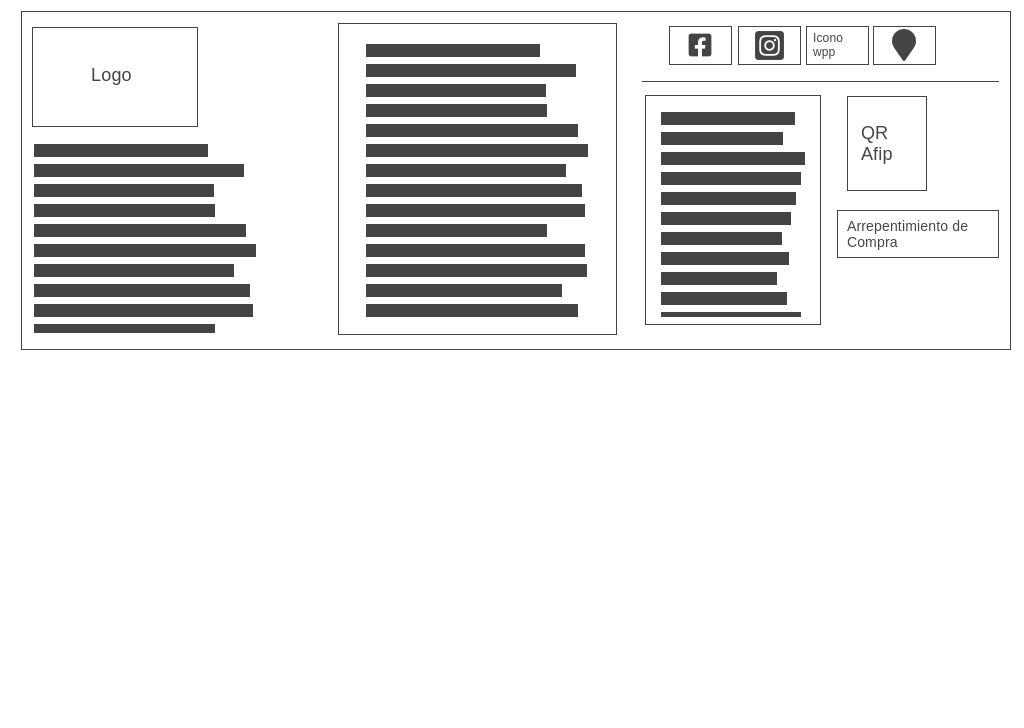 Logo
Icono
wpp
QR
Afip
Arrepentimiento de
Compra